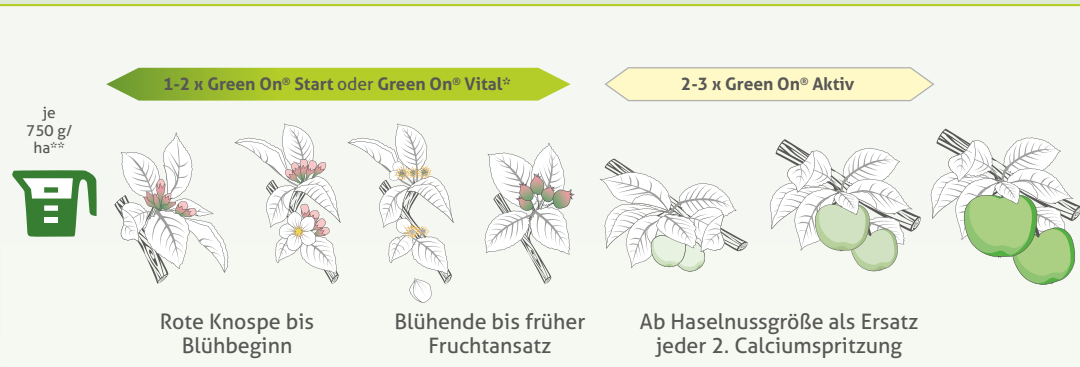 1-2 x Green On® Start oder Green On® Vital*
2-3 x Green On® Aktiv
je
750 g/
ha**
Rote Knospe bis
Blühbeginn
Blühende bis früher
Fruchtansatz
Ab Haselnussgröße als Ersatz
jeder 2. Calciumspritzung